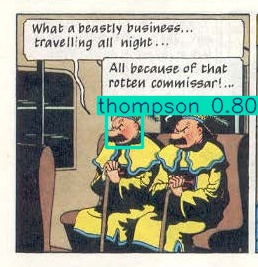 What a beastly business...
travelling all night...
All because of that
rotten commissar!...
thompson 0.80